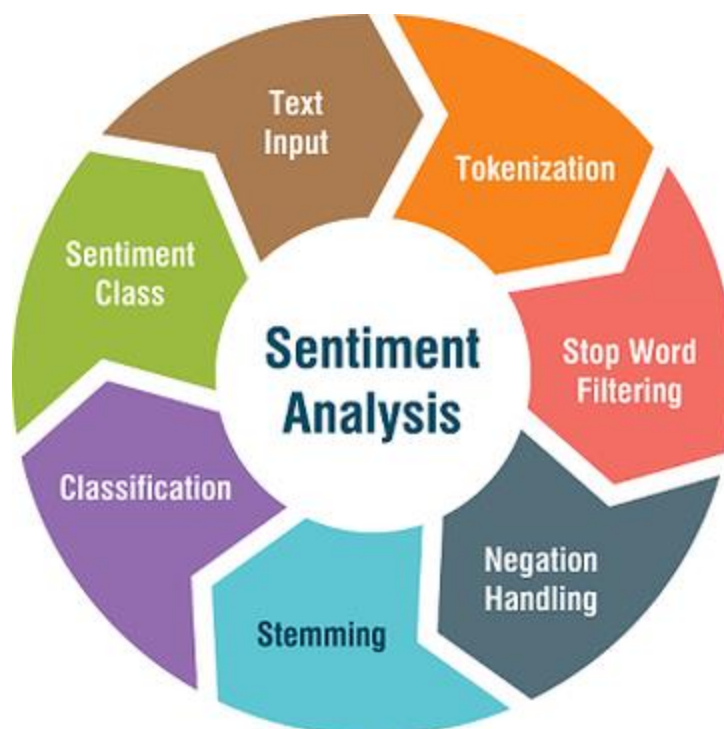 Sentiment
Analysis
Text
Input
Tokenization
Stop Word
Filtering
Negation
Handling
Stemming
Classification
Sentiment
Class